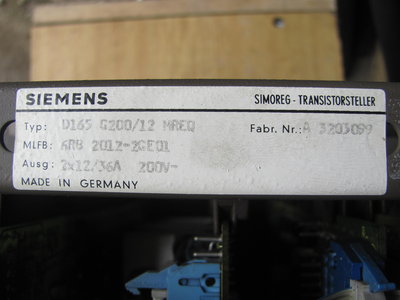 SIEMENS SIMOREG - TRANSISTORSTELLER
Typ: D165 G200/12 MREQ Fabr. Nr.: A 3203099
MLFB: 6RB 2012-2GE01
Ausg: 2x12/36A 200V-
MADE IN GERMANY